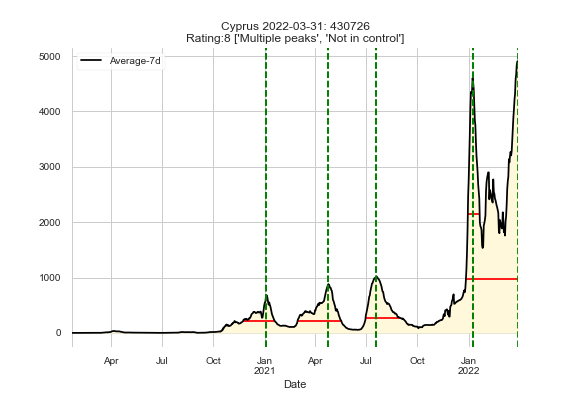 Cyprus 2022-03-31: 430726
Rating:8 ['Multiple peaks', 'Not in control']
Average-7d
5000
4000
3000
2000
1000
0
Apr Jul Oct Jan Apr Jul Oct Jan
2021 2022
Date